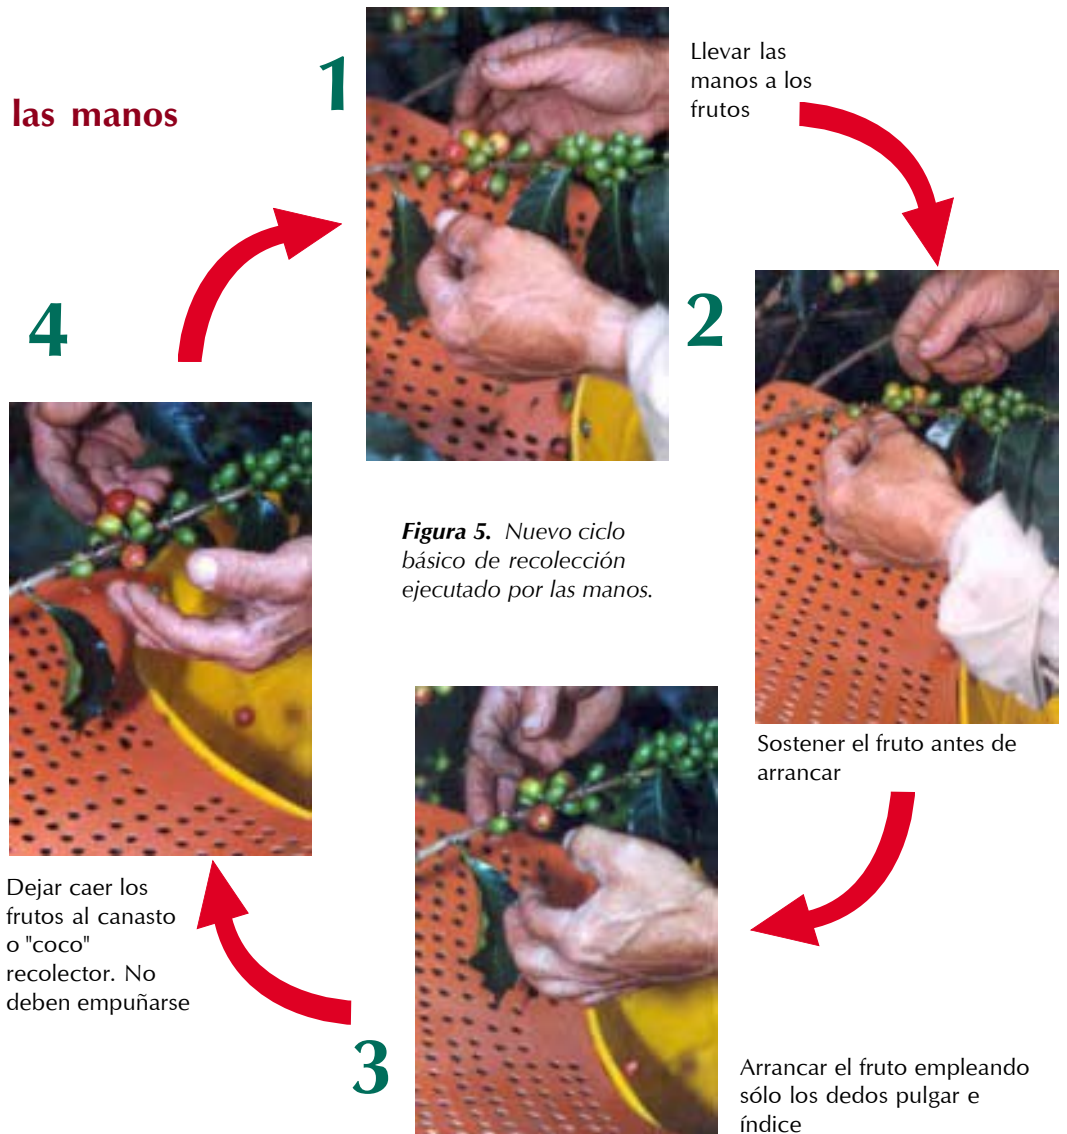 las manos
1
Llevar las
manos a los
frutos
2
Sostener el fruto antes de
arrancar
3
Arrancar el fruto empleando
sólo los dedos pulgar e
índice
4
Dejar caer los
frutos al canasto
o "coco"
recolector. No
deben empuñarse
Figura 5. Nuevo ciclo
básico de recolección
ejecutado por las manos.